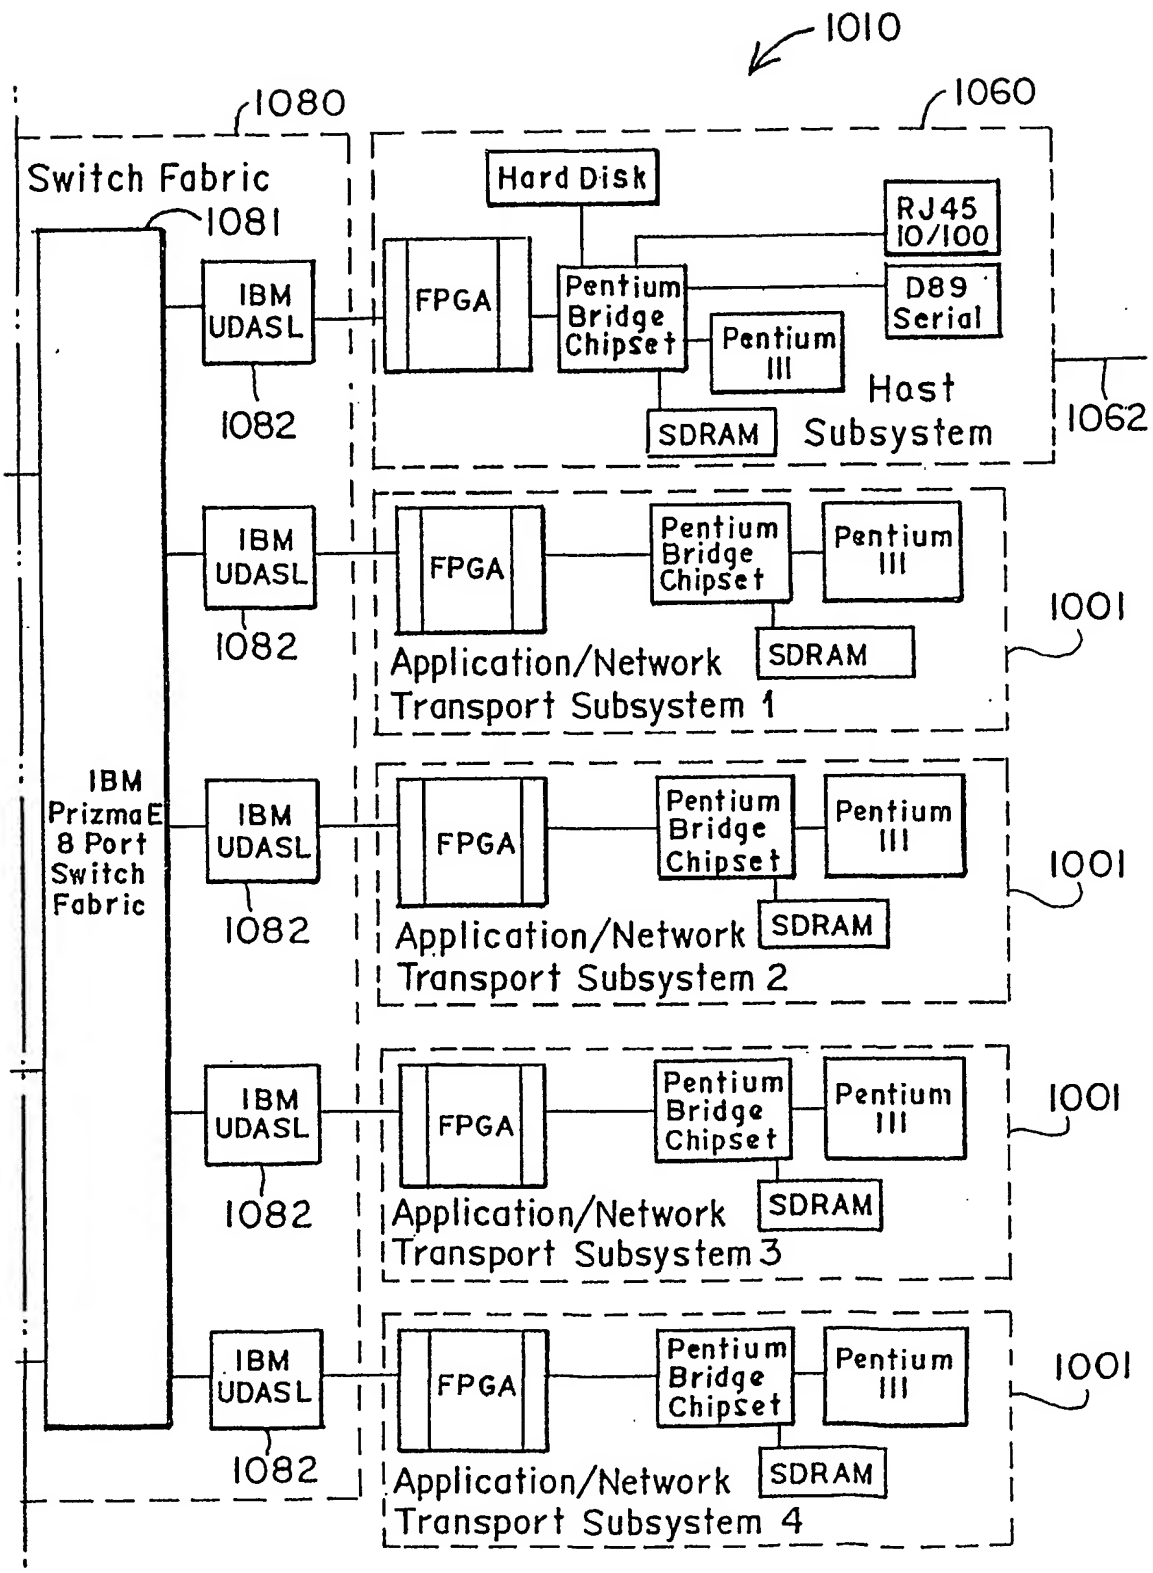 1010
1080
1060
Switch Fabric
1081
Hard Disk
RJ45
10/100
IBM
UDASL
FPGA
Pentium
Bridge
Chipset
D89
Serial
Pentium
III
1082
Host
Subsystem
SDRAM
1062
IBM
UDASL
FPGA
Pentium
Bridge
Chipset
Pentium
III
1082
1001
SDRAM
Application/Network
Transport Subsystem 1
IBM
PrizmaE
8 Port
Switch
Fabric
IBM
UDASL
FPGA
Pentium
Bridge
Chipset
Pentium
III
1001
1082
SDRAM
Application/Network
Transport Subsystem 2
IBM
UDASL
FPGA
Pentium
Bridge
Chipset
Pentium
III
1001
1082
SDRAM
Application/Network
Transport Subsystem 3
IBM
UDASL
FPGA
Pentium
Bridge
Chipset
Pentium
III
1001
1082
SDRAM
Application/Network
Transport Subsystem 4